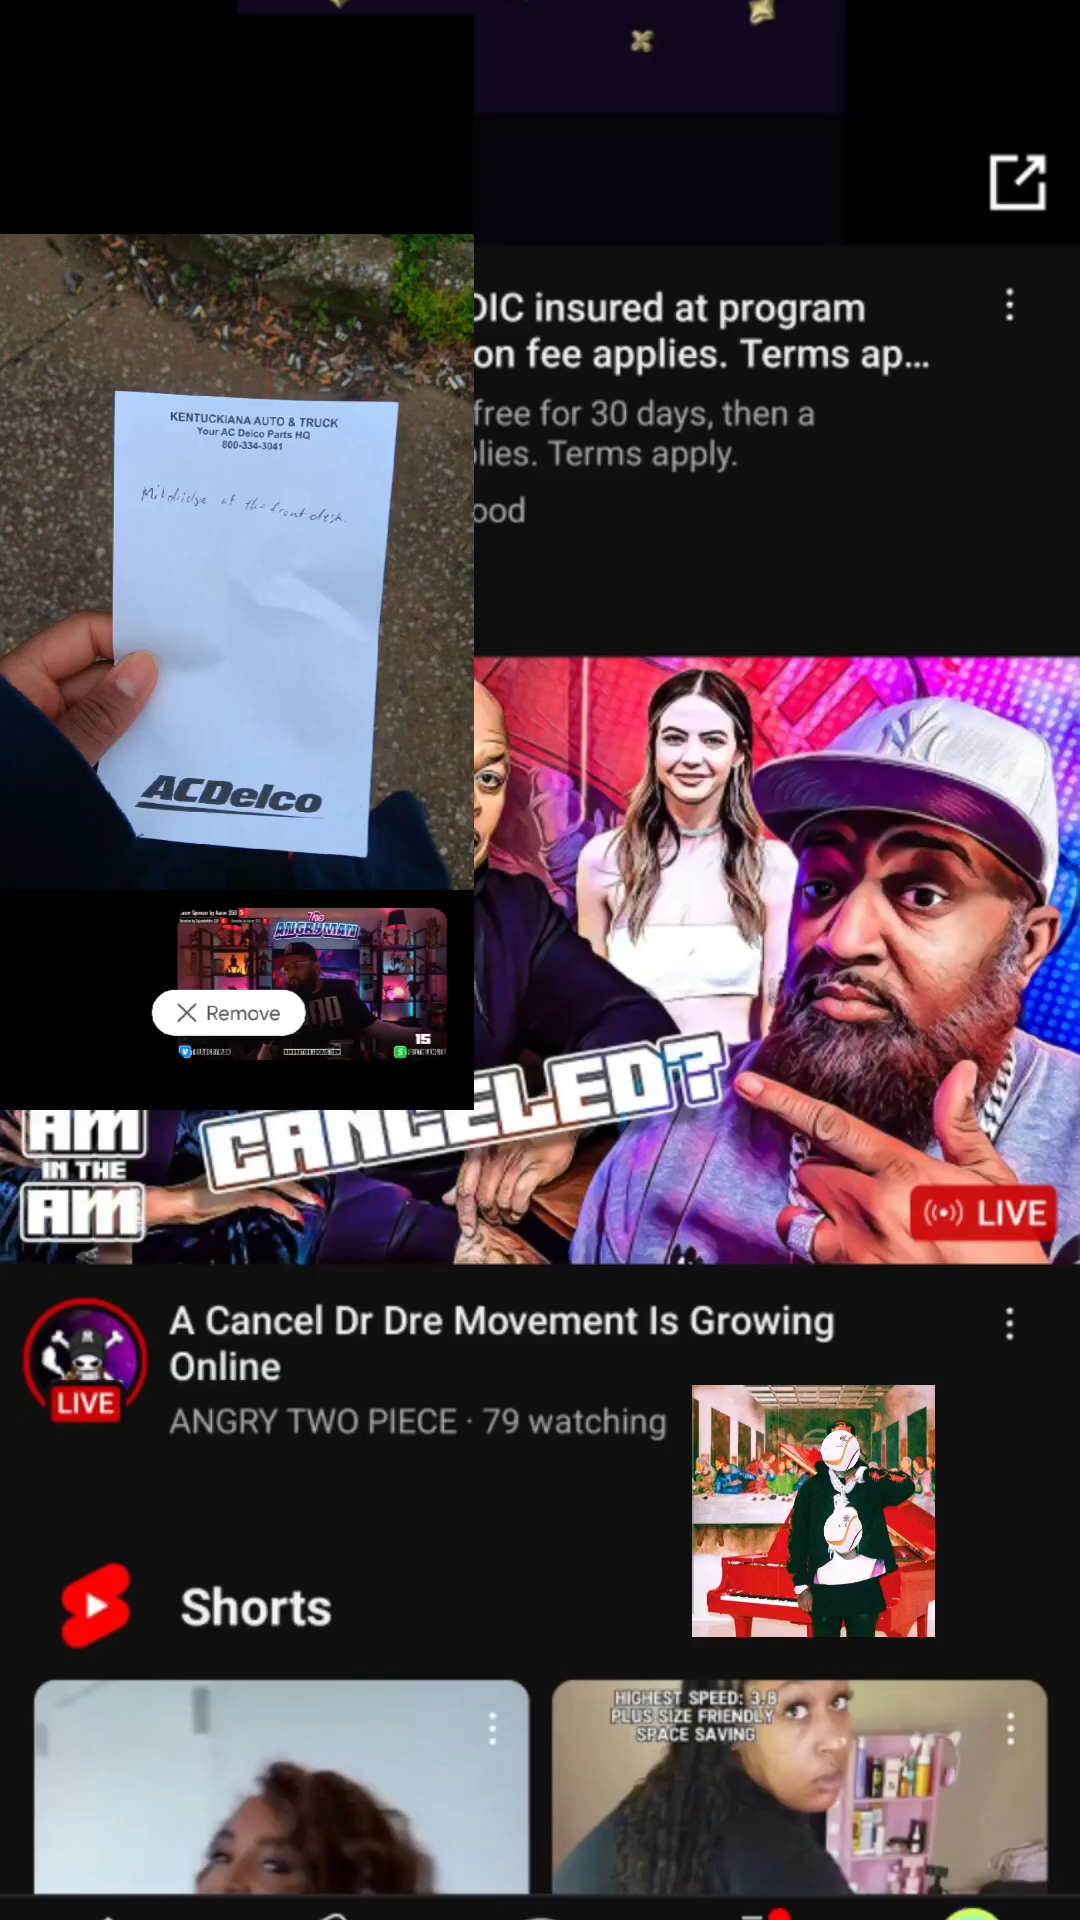 DIC insured at program
on fee applies. Terms ap...
free for 30 days, then a
lies. Terms apply.
ood
KENTUCKIANA AUTO & TRUCK
Your AC Delco Parts HQ
800-334-3041
at the front desk.
ACDelco
The
ANGRYMAN
Remove
15
CANCELED?
AM
IN THE
AM
LIVE
A Cancel Dr Dre Movement Is Growing
Online
LIVE
ANGRY TWO PIECE · 79 watching
Shorts
HIGHEST SPEED: 3.8
PLUS SIZE FRIENDLY
SPACE SAVING